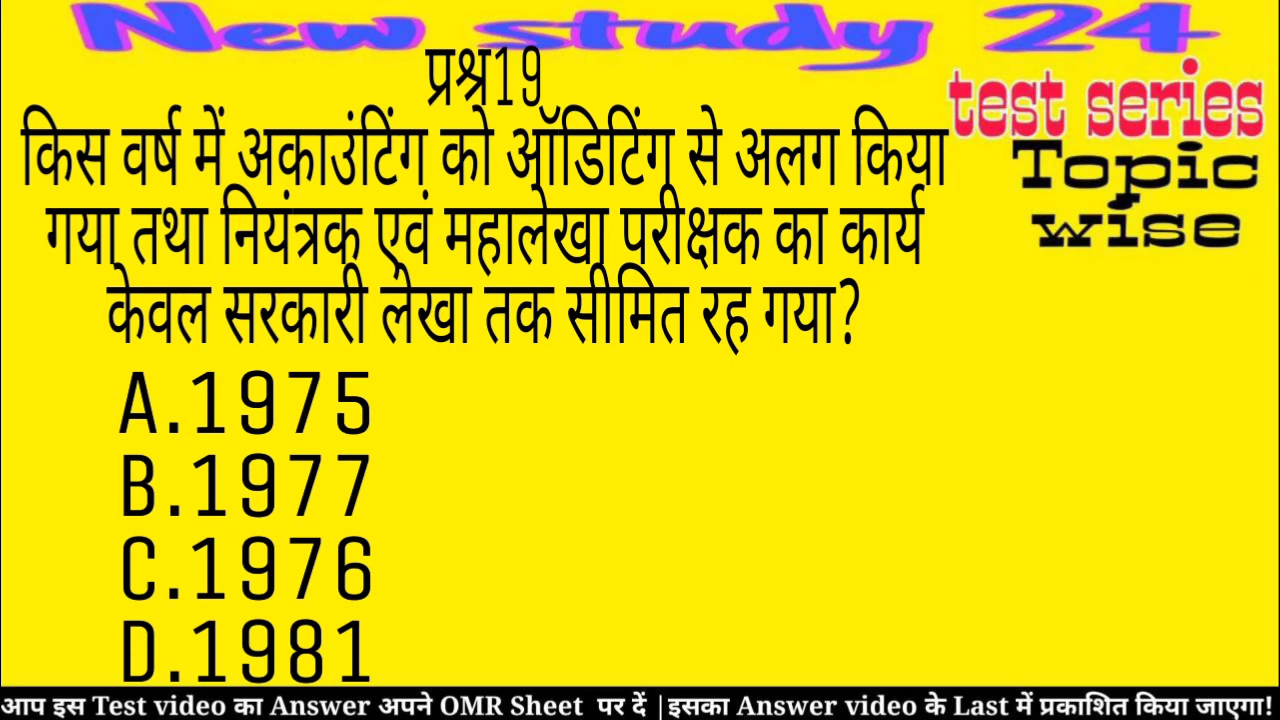 New study 24
test series
Topic
wise
प्रश्न19
किस वर्ष में अकाउंटिंग को ऑडिटिंग से अलग किया
गया तथा नियंत्रक एवं महालेखा परीक्षक का कार्य
केवल सरकारी लेखा तक सीमित रह गया?
A.1975
B.1977
C.1976
D.1981
आप इस Test video का Answer अपने OMR Sheet पर दें |इसका Answer video के Last में प्रकाशित किया जाएगा!